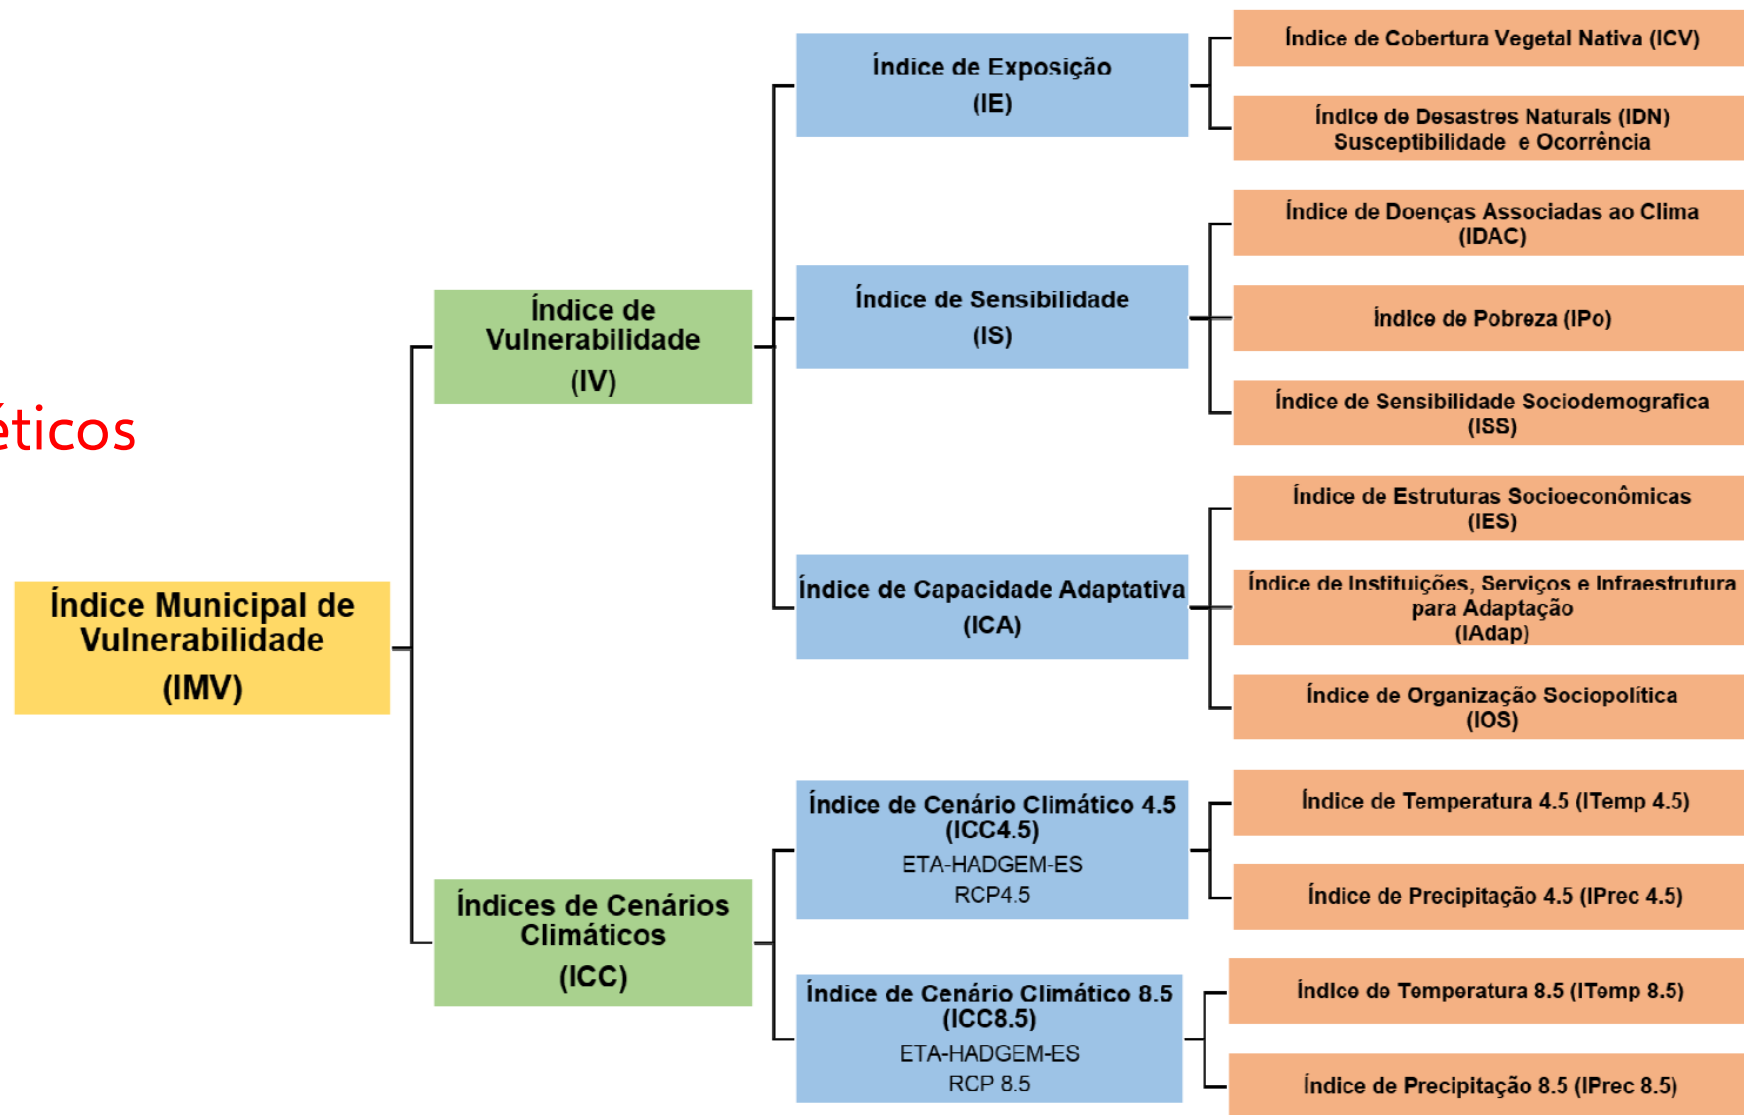 éticos
Índice Municipal de
Vulnerabilidade
(IMV)
Índice de
Vulnerabilidade
(IV)
Índices de Cenários
Climáticos
(ICC)
Índice de Exposição
(IE)
Índice de Sensibilidade
(IS)
Índice de Capacidade Adaptativa
(ICA)
Índice de Cenário Climático 4.5
(ICC4.5)
ETA-HADGEM-ES
RCP4.5
Índice de Cenário Climático 8.5
(ICC8.5)
ETA-HADGEM-ES
RCP 8.5
Índice de Cobertura Vegetal Nativa (ICV)
Índice de Desastres Naturais (IDN)
Susceptibilidade e Ocorrência
Índice de Doenças Associadas ao Clima
(IDAC)
Índice de Pobreza (IPo)
Índice de Sensibilidade Sociodemografica
(ISS)
Índice de Estruturas Socioeconômicas
(IES)
Índice de Instituições, Serviços e Infraestrutura
para Adaptação
(IAdap)
Índice de Organização Sociopolítica
(IOS)
Índice de Temperatura 4.5 (ITemp 4.5)
Índice de Precipitação 4.5 (IPrec 4.5)
Índice de Temperatura 8.5 (ITemp 8.5)
Índice de Precipitação 8.5 (IPrec 8.5)